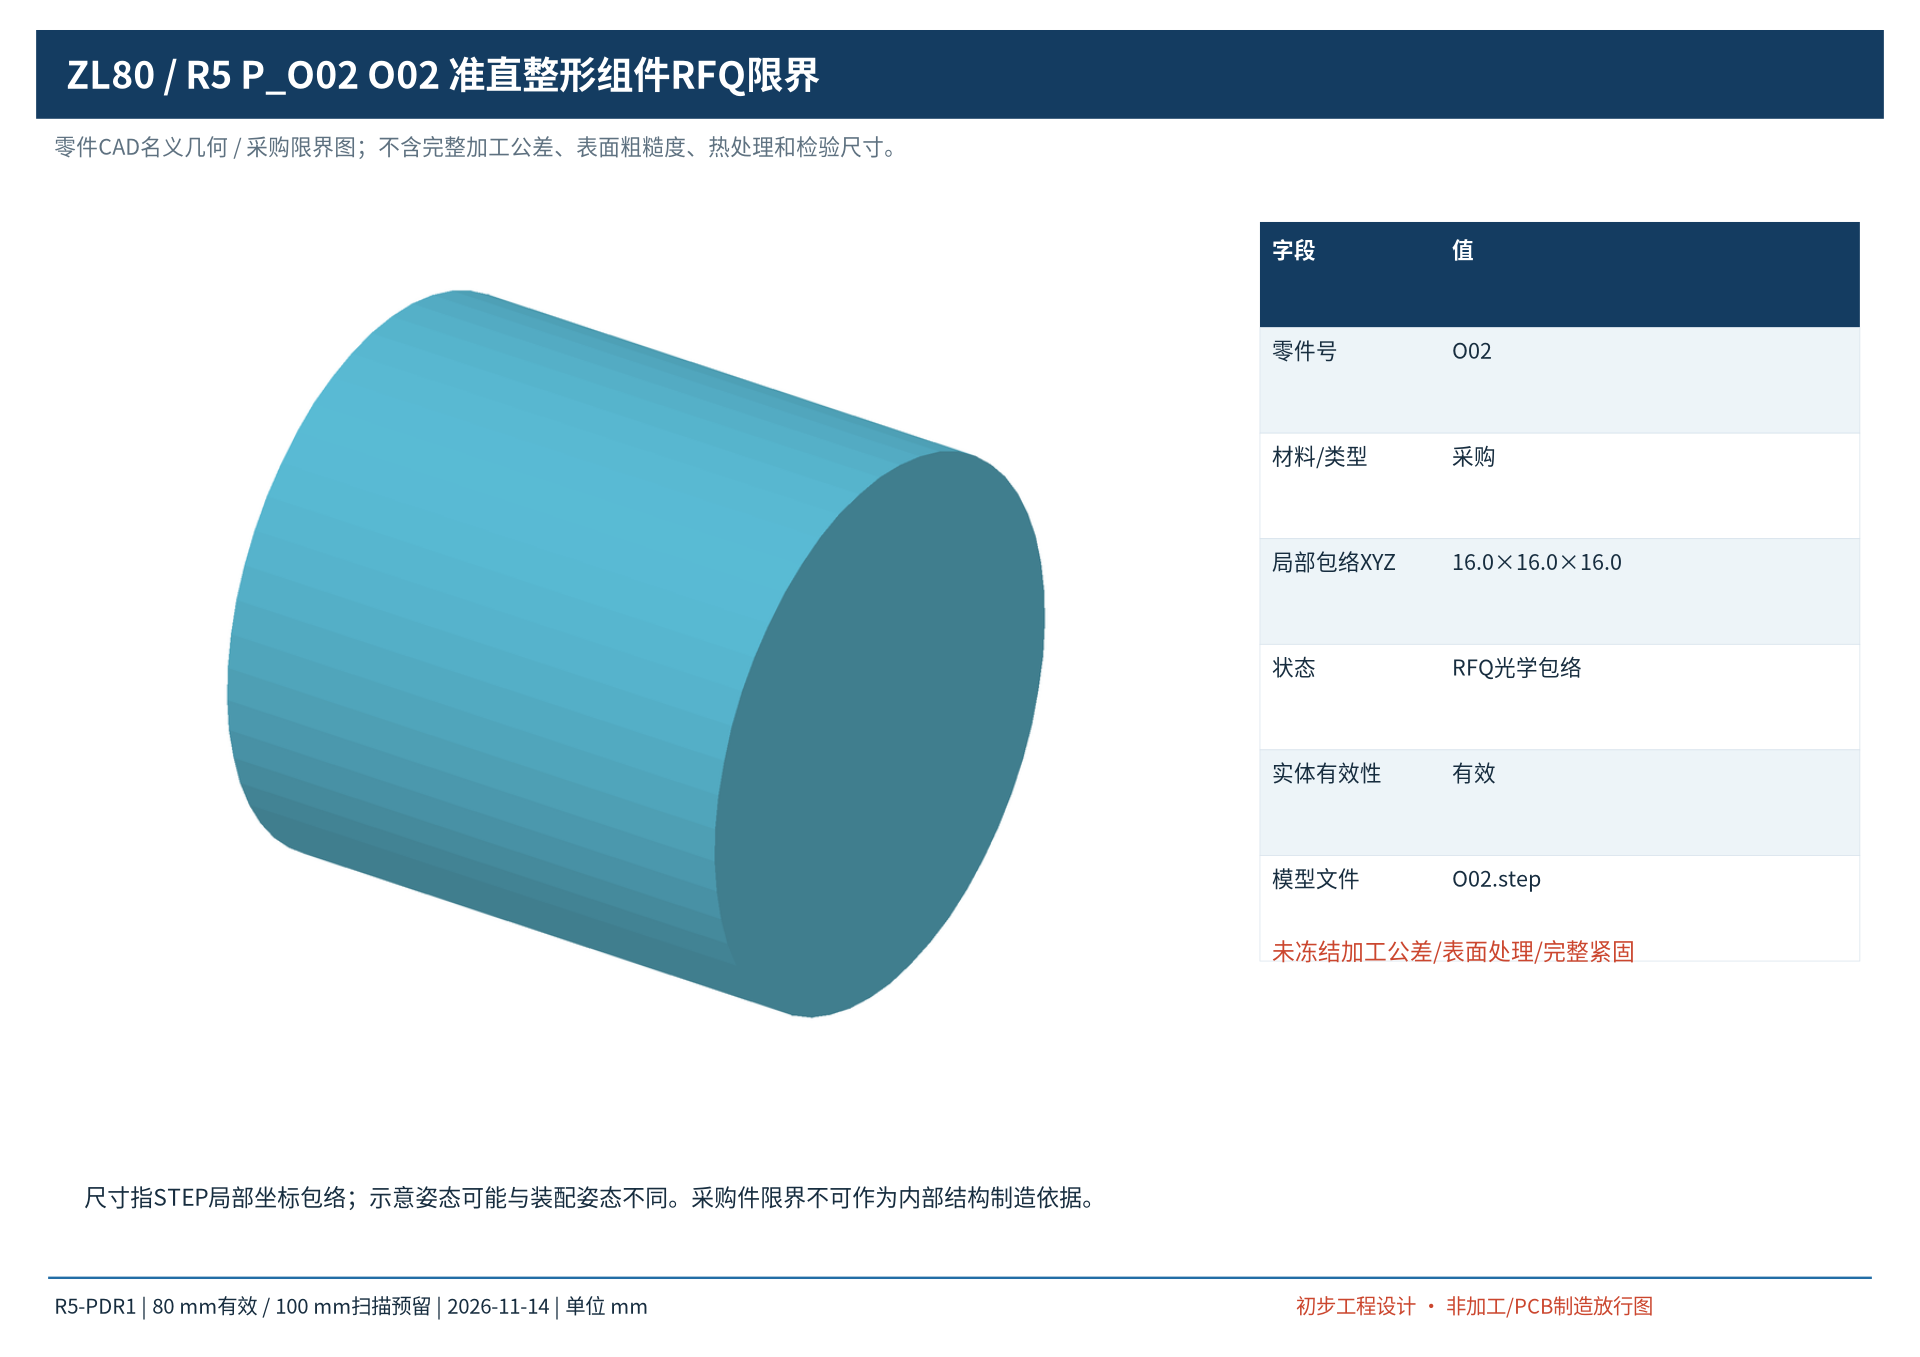 ZL80 / R5 P_O02 O02 准直整形组件RFQ限界
零件CAD名义几何 / 采购限界图；不含完整加工公差、表面粗糙度、热处理和检验尺寸。
字段 值
零件号 O02
材料/类型 采购
局部包络XYZ 16.0×16.0×16.0
状态 RFQ光学包络
实体有效性 有效
模型文件 O02.step
未冻结加工公差/表面处理/完整紧固
尺寸指STEP局部坐标包络；示意姿态可能与装配姿态不同。采购件限界不可作为内部结构制造依据。
R5-PDR1 | 80 mm有效 / 100 mm扫描预留 | 2026-11-14 | 单位 mm
初步工程设计 · 非加工/PCB制造放行图